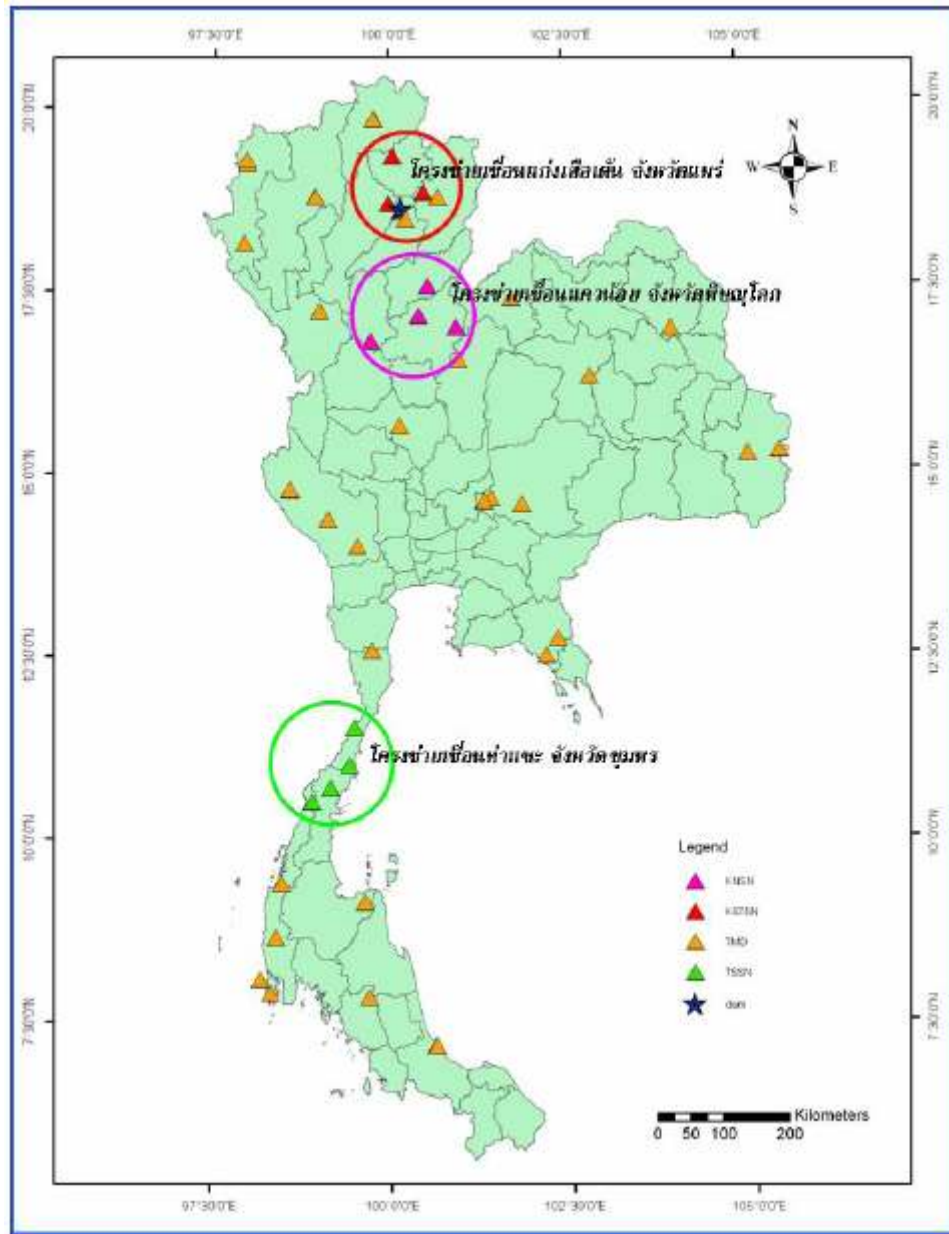 97°30'0"E 100°0'0"E 102°30'0"E 105°0'0"E
20°0'0"N 20°0'0"N
N
W E
S
โครงข่ายเขื่อนแก่งเสือเต้น จังหวัดแพร่
17°30'0"N 17°30'0"N
โครงข่ายเขื่อนแควน้อย จังหวัดพิษณุโลก
15°0'0"N 15°0'0"N
12°30'0"N 12°30'0"N
โครงข่ายเขื่อนท่าแซะ จังหวัดชุมพร
10°0'0"N 10°0'0"N
Legend
KNSN
KSTSN
TMD
TSSN
dam
7°30'0"N 7°30'0"N
Kilometers
0 50 100 200
97°30'0"E 100°0'0"E 102°30'0"E 105°0'0"E